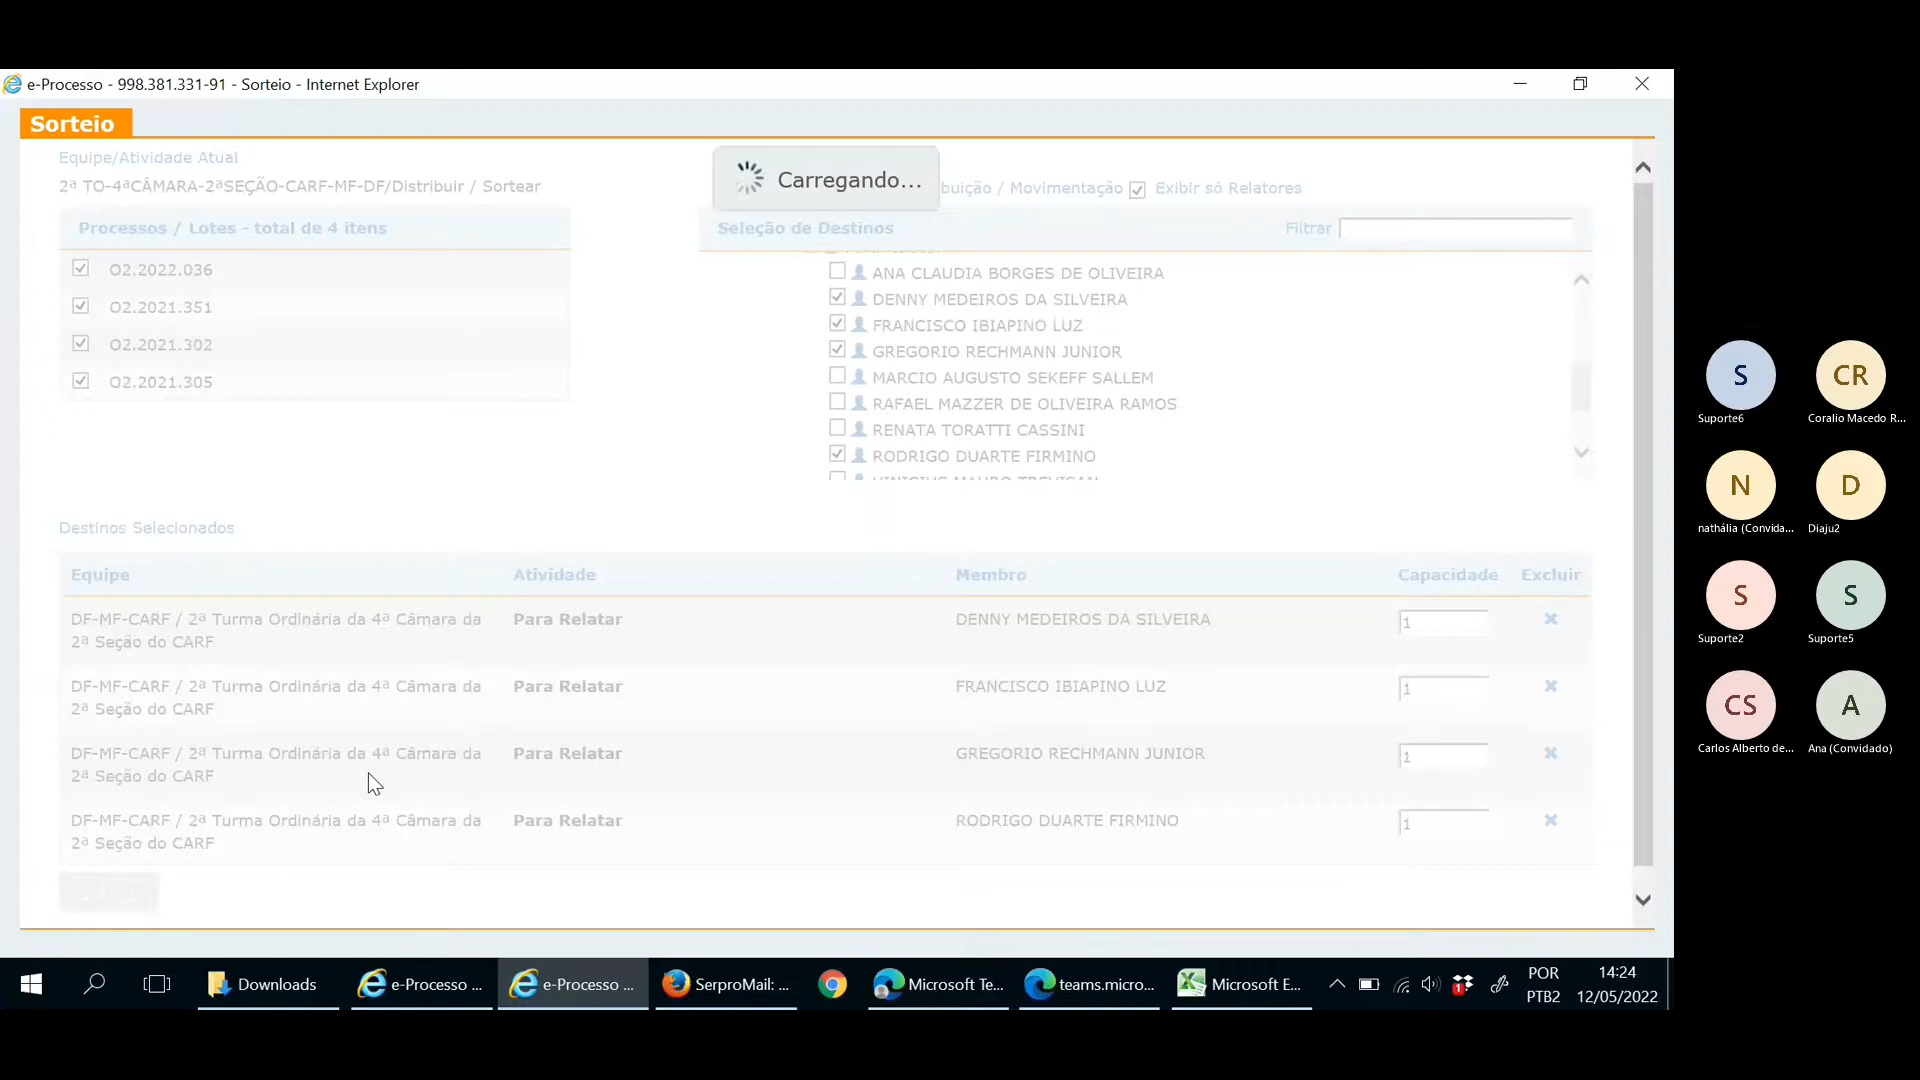 e-Processo - 998.381.331-91 - Sorteio - Internet Explorer
Sorteio
Equipe/Atividade Atual
2ª TO-4ªCÂMARA-2ªSEÇÃO-CARF-MF-DF/Distribuir / Sortear
Carregando...
buição / Movimentação Exibir só Relatores
Processos / Lotes - total de 4 itens
O2.2022.036
O2.2021.351
O2.2021.302
O2.2021.305
Seleção de Destinos Filtrar
ANA CLAUDIA BORGES DE OLIVEIRA
DENNY MEDEIROS DA SILVEIRA
FRANCISCO IBIAPINO LUZ
GREGORIO RECHMANN JUNIOR
MARCIO AUGUSTO SEKEFF SALLEM
RAFAEL MAZZER DE OLIVEIRA RAMOS
RENATA TORATTI CASSINI
RODRIGO DUARTE FIRMINO
Destinos Selecionados
Equipe Atividade Membro Capacidade Excluir
DF-MF-CARF / 2ª Turma Ordinária da 4ª Câmara da Para Relatar DENNY MEDEIROS DA SILVEIRA 1
2ª Seção do CARF
DF-MF-CARF / 2ª Turma Ordinária da 4ª Câmara da Para Relatar FRANCISCO IBIAPINO LUZ 1
2ª Seção do CARF
DF-MF-CARF / 2ª Turma Ordinária da 4ª Câmara da Para Relatar GREGORIO RECHMANN JUNIOR 1
2ª Seção do CARF
DF-MF-CARF / 2ª Turma Ordinária da 4ª Câmara da Para Relatar RODRIGO DUARTE FIRMINO 1
2ª Seção do CARF
S CR
Suporte6 Coralio Macedo R...
N D
nathália (Convida... Diaju2
S S
Suporte2 Suporte5
CS A
Carlos Alberto de... Ana (Convidado)
Downloads e-Processo ... e-Processo ... SerproMail: ... Microsoft Te... teams.micro... Microsoft E... 1 POR 14:24
PTB2 12/05/2022